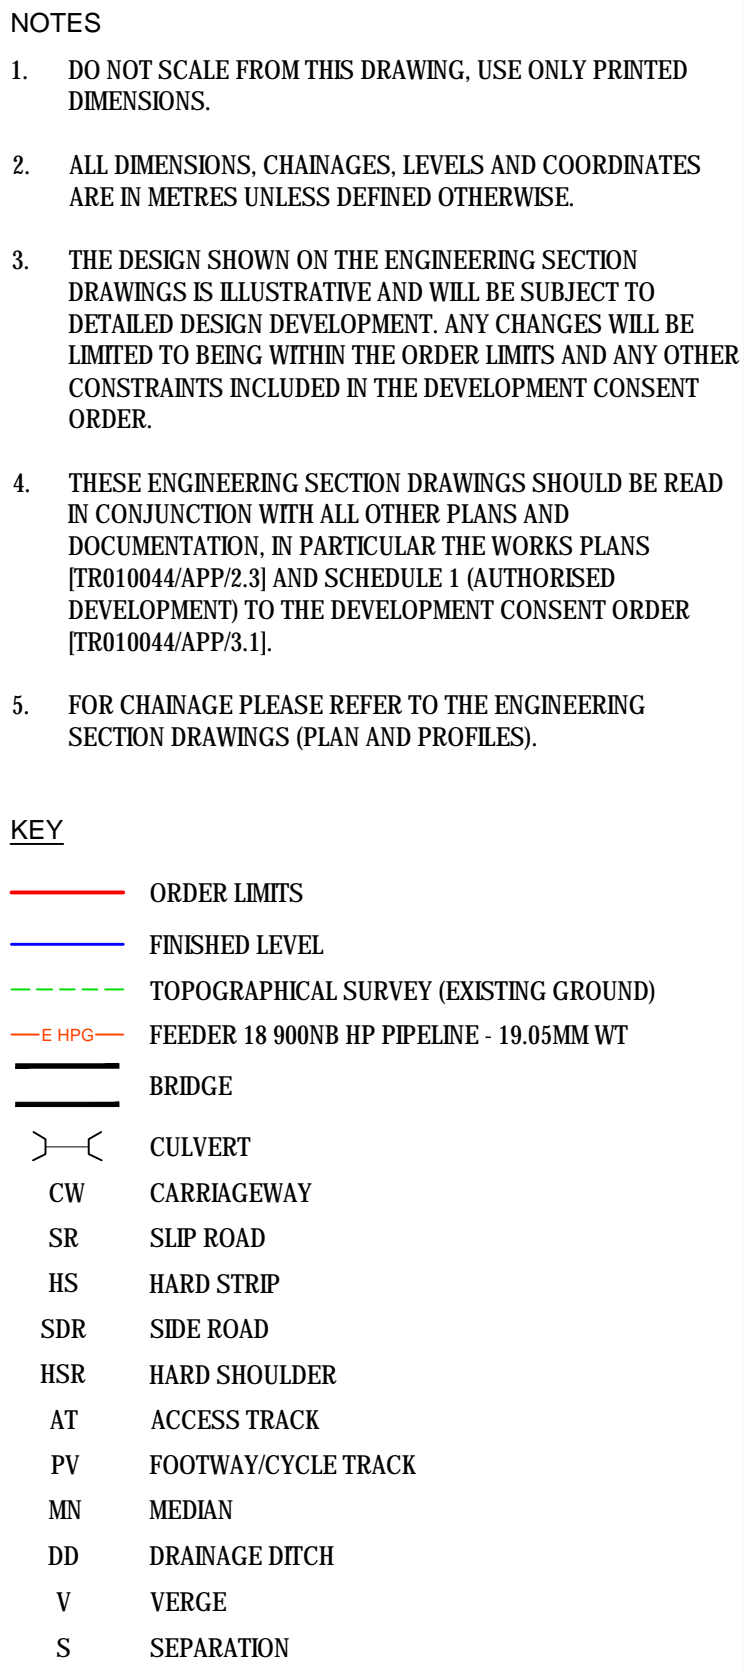 NOTES
1. DO NOT SCALE FROM THIS DRAWING, USE ONLY PRINTED
DIMENSIONS.
2. ALL DIMENSIONS, CHAINAGES, LEVELS AND COORDINATES
ARE IN METRES UNLESS DEFINED OTHERWISE.
3. THE DESIGN SHOWN ON THE ENGINEERING SECTION
DRAWINGS IS ILLUSTRATIVE AND WILL BE SUBJECT TO
DETAILED DESIGN DEVELOPMENT. ANY CHANGES WILL BE
LIMITED TO BEING WITHIN THE ORDER LIMITS AND ANY OTHER
CONSTRAINTS INCLUDED IN THE DEVELOPMENT CONSENT
ORDER.
4. THESE ENGINEERING SECTION DRAWINGS SHOULD BE READ
IN CONJUNCTION WITH ALL OTHER PLANS AND
DOCUMENTATION, IN PARTICULAR THE WORKS PLANS
[TR010044/APP/2.3] AND SCHEDULE 1 (AUTHORISED
DEVELOPMENT) TO THE DEVELOPMENT CONSENT ORDER
[TR010044/APP/3.1].
5. FOR CHAINAGE PLEASE REFER TO THE ENGINEERING
SECTION DRAWINGS (PLAN AND PROFILES).
KEY
ORDER LIMITS
FINISHED LEVEL
TOPOGRAPHICAL SURVEY (EXISTING GROUND)
E HPG FEEDER 18 900NB HP PIPELINE - 19.05MM WT
BRIDGE
CULVERT
CW CARRIAGEWAY
SR SLIP ROAD
HS HARD STRIP
SDR SIDE ROAD
HSR HARD SHOULDER
AT ACCESS TRACK
PV FOOTWAY/CYCLE TRACK
MN MEDIAN
DD DRAINAGE DITCH
V VERGE
S SEPARATION